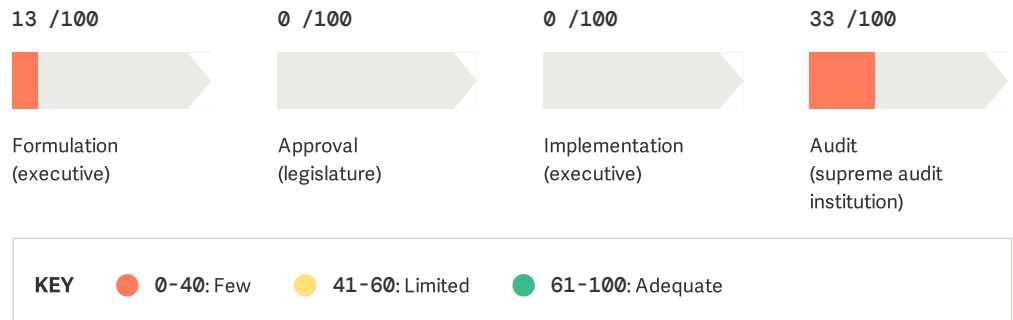 13 /100
0 /100
0 /100
33 /100
Formulation
(executive)
Approval
(legislature)
Implementation
(executive)
Audit
(supreme audit
institution)
KEY
0-40: Few
41-60: Limited
61-100: Adequate